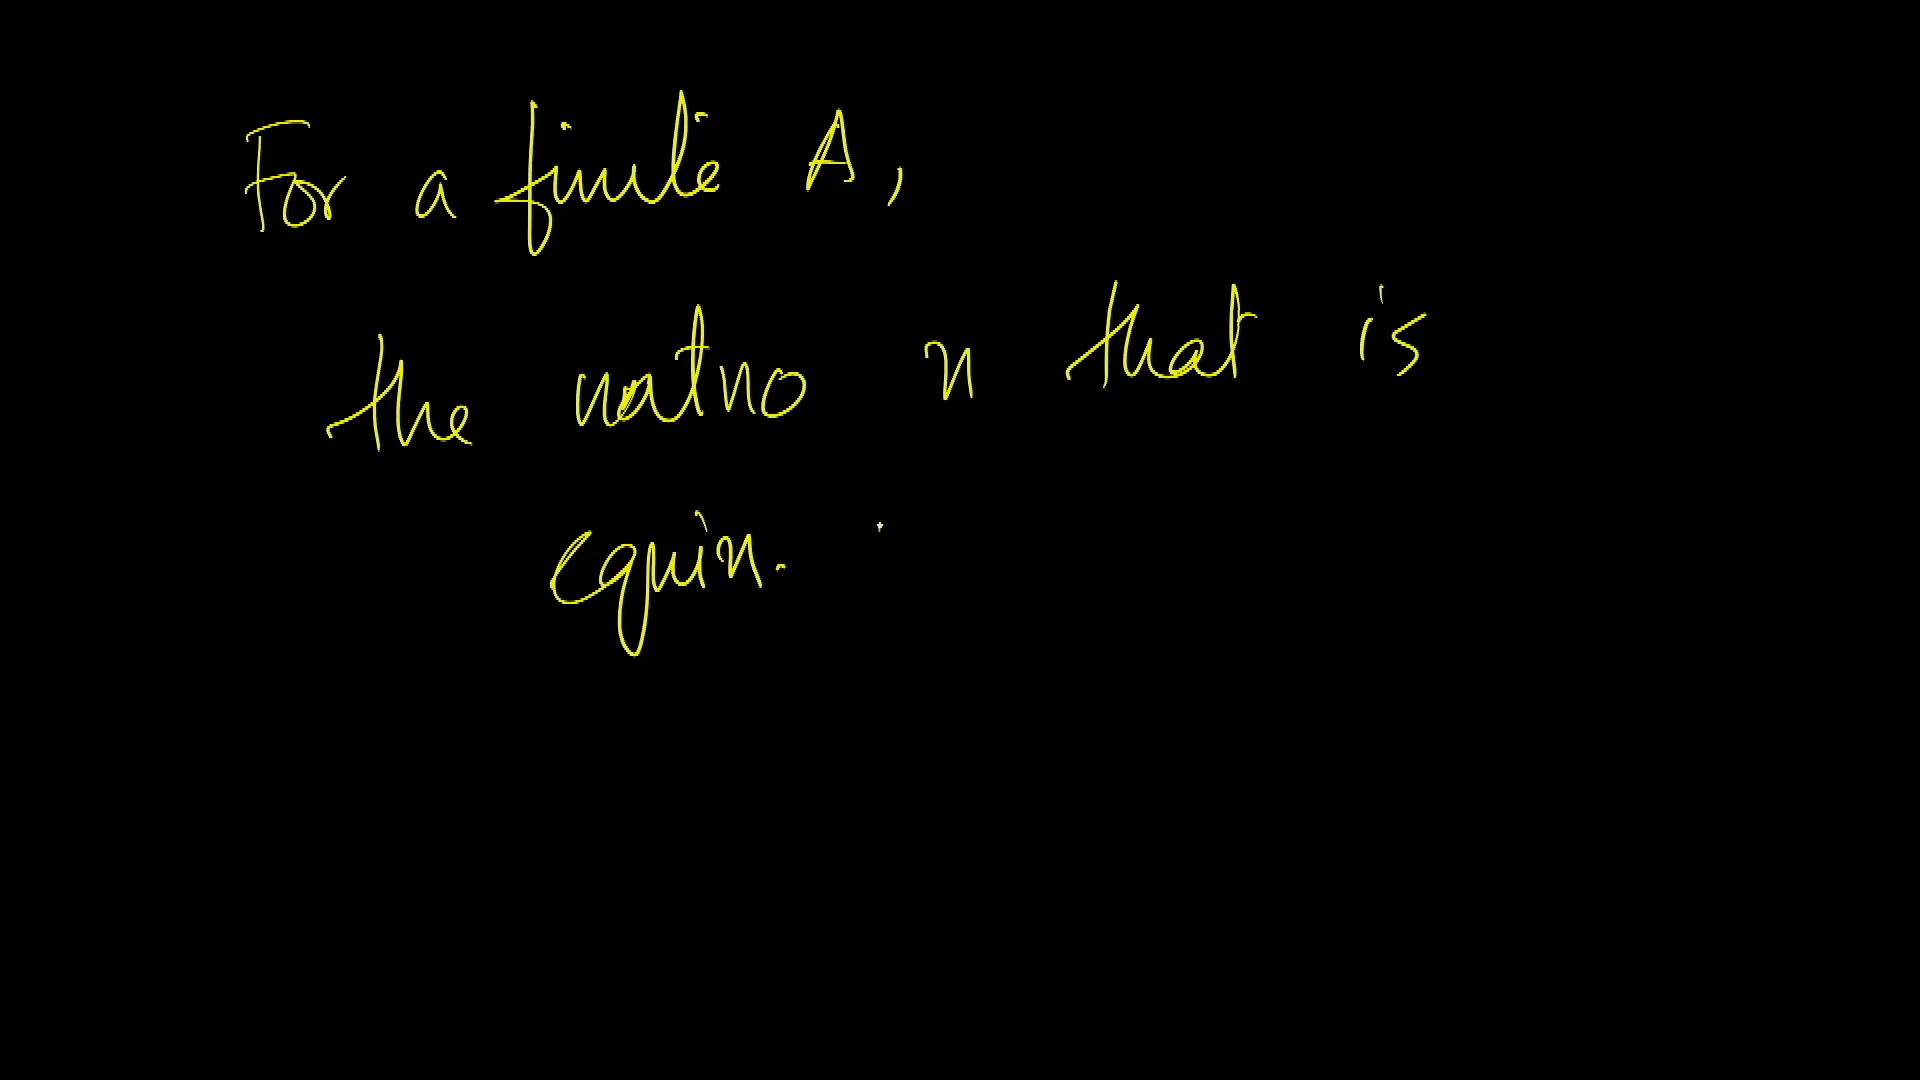 For a finite A,
the natno n that is
equin.